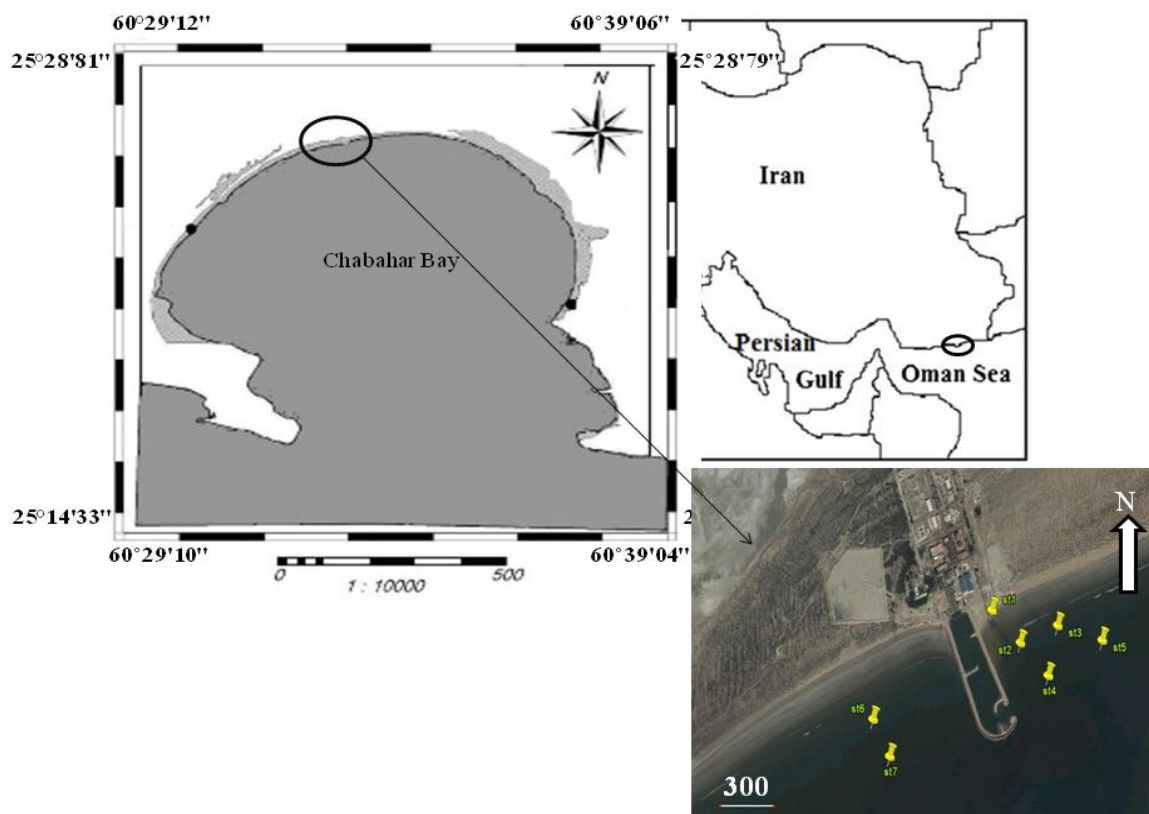 60°29'12"
60°39'06"
25°28'81"
25°28'79"
N
Iran
Chabahar Bay
Persian
Gulf
Oman Sea
25°14'33"
2
60°29'10"
60°39'04"
0 500
1 : 10000
N
st1
st2
st3
st5
st4
st6
st7
300